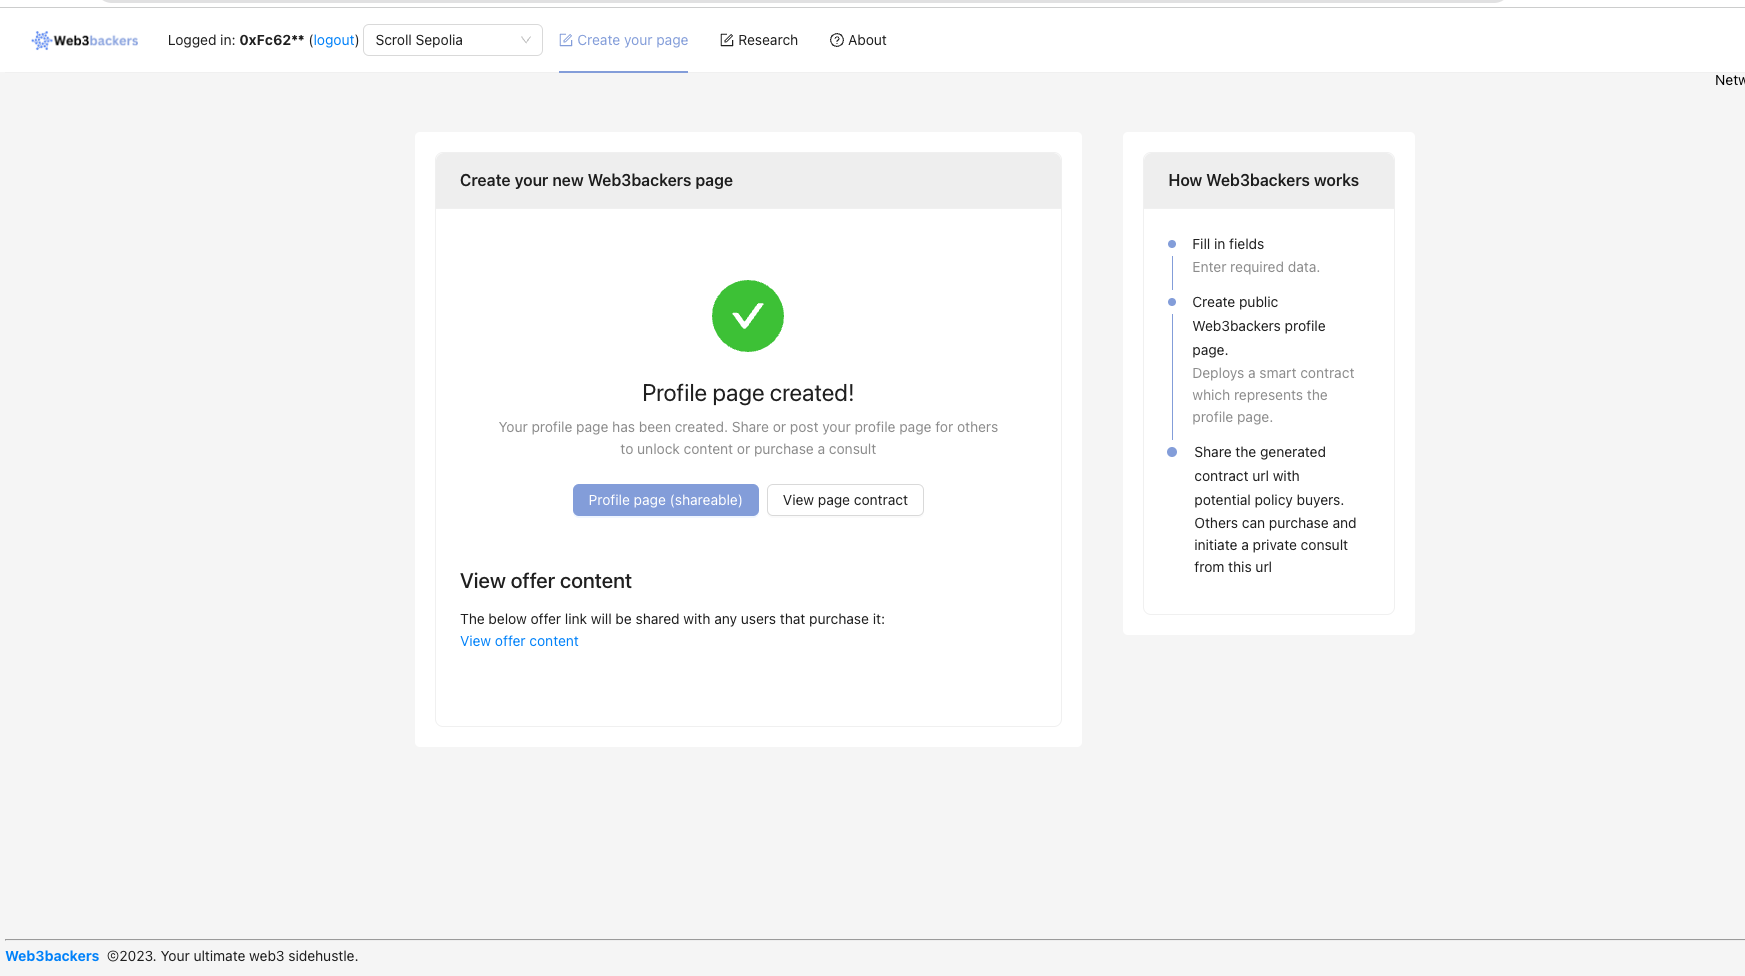 Web3backers Logged in: 0xFc62** (logout) Scroll Sepolia Create your page Research About
Netw
Create your new Web3backers page
Profile page created!
Your profile page has been created. Share or post your profile page for others
to unlock content or purchase a consult
Profile page (shareable) View page contract
View offer content
The below offer link will be shared with any users that purchase it:
View offer content
How Web3backers works
Fill in fields
Enter required data.
Create public
Web3backers profile
page.
Deploys a smart contract
which represents the
profile page.
Share the generated
contract url with
potential policy buyers.
Others can purchase and
initiate a private consult
from this url
Web3backers ©2023. Your ultimate web3 sidehustle.